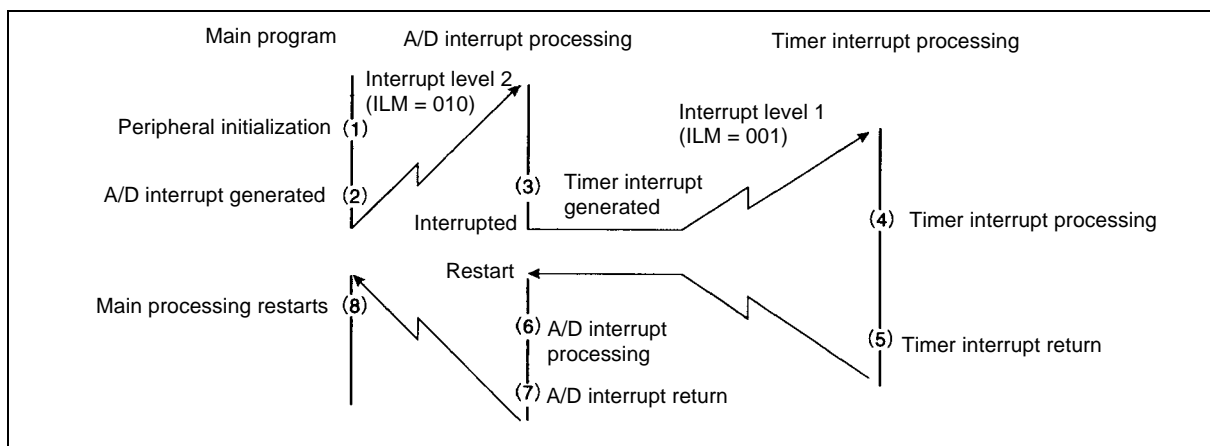 Main program
A/D interrupt processing
Timer interrupt processing
Interrupt level 2
(ILM = 010)
Interrupt level 1
(ILM = 001)
Peripheral initialization
(1)
A/D interrupt generated
(2)
(3)
Timer interrupt
generated
Interrupted
(4)
Timer interrupt processing
Restart
Main processing restarts
(8)
(6)
A/D interrupt
processing
(5)
Timer interrupt return
(7)
A/D interrupt return